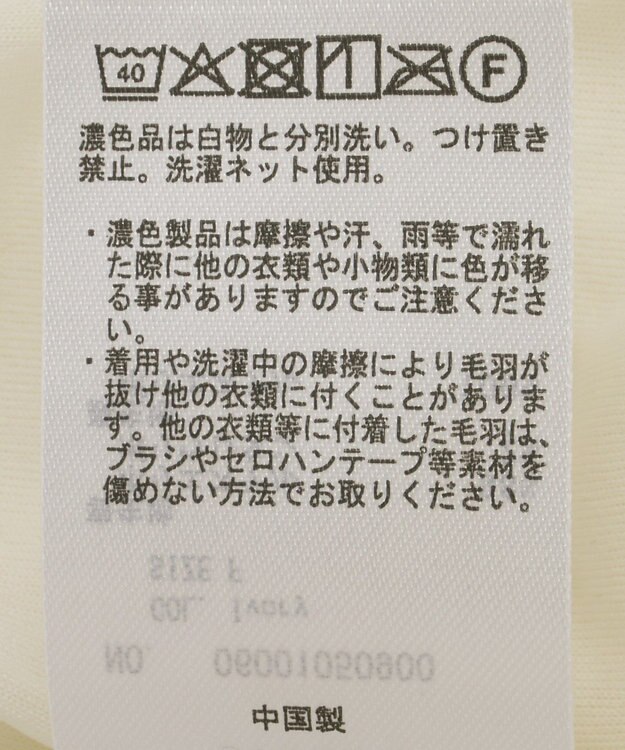 40 F
濃色品は白物と分別洗い。つけ置き
禁止。洗濯ネット使用。
・濃色製品は摩擦や汗、雨等で濡れ
た際に他の衣類や小物類に色が移
る事がありますのでご注意くださ
い。
・着用や洗濯中の摩擦により毛羽が
抜け他の衣類に付くことがありま
す。他の衣類等に付着した毛羽は、
ブラシやセロハンテープ等素材を
傷めない方法でお取りください。
SIZE F
COL. Ivory
NO. 06001050900
中国製